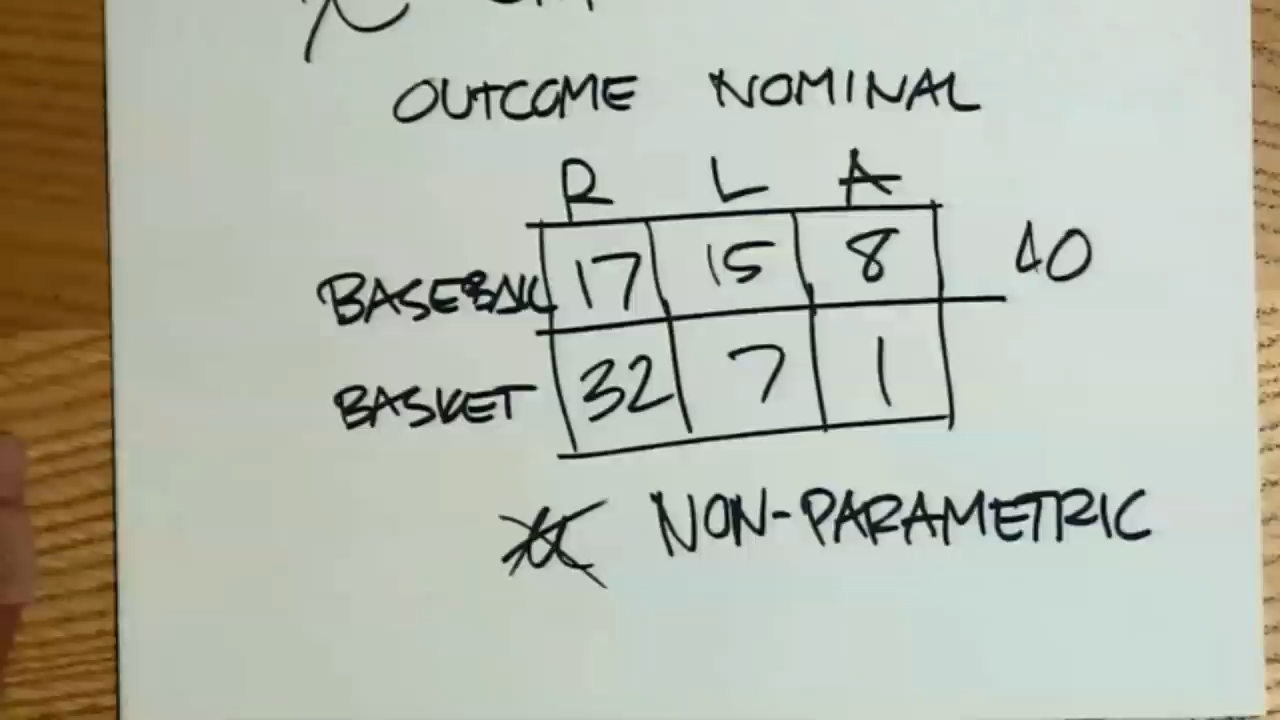 OUTCOME NOMINAL
R L A
BASEBALL 17 15 8 40
BASKET 32 7 1
NON-PARAMETRIC